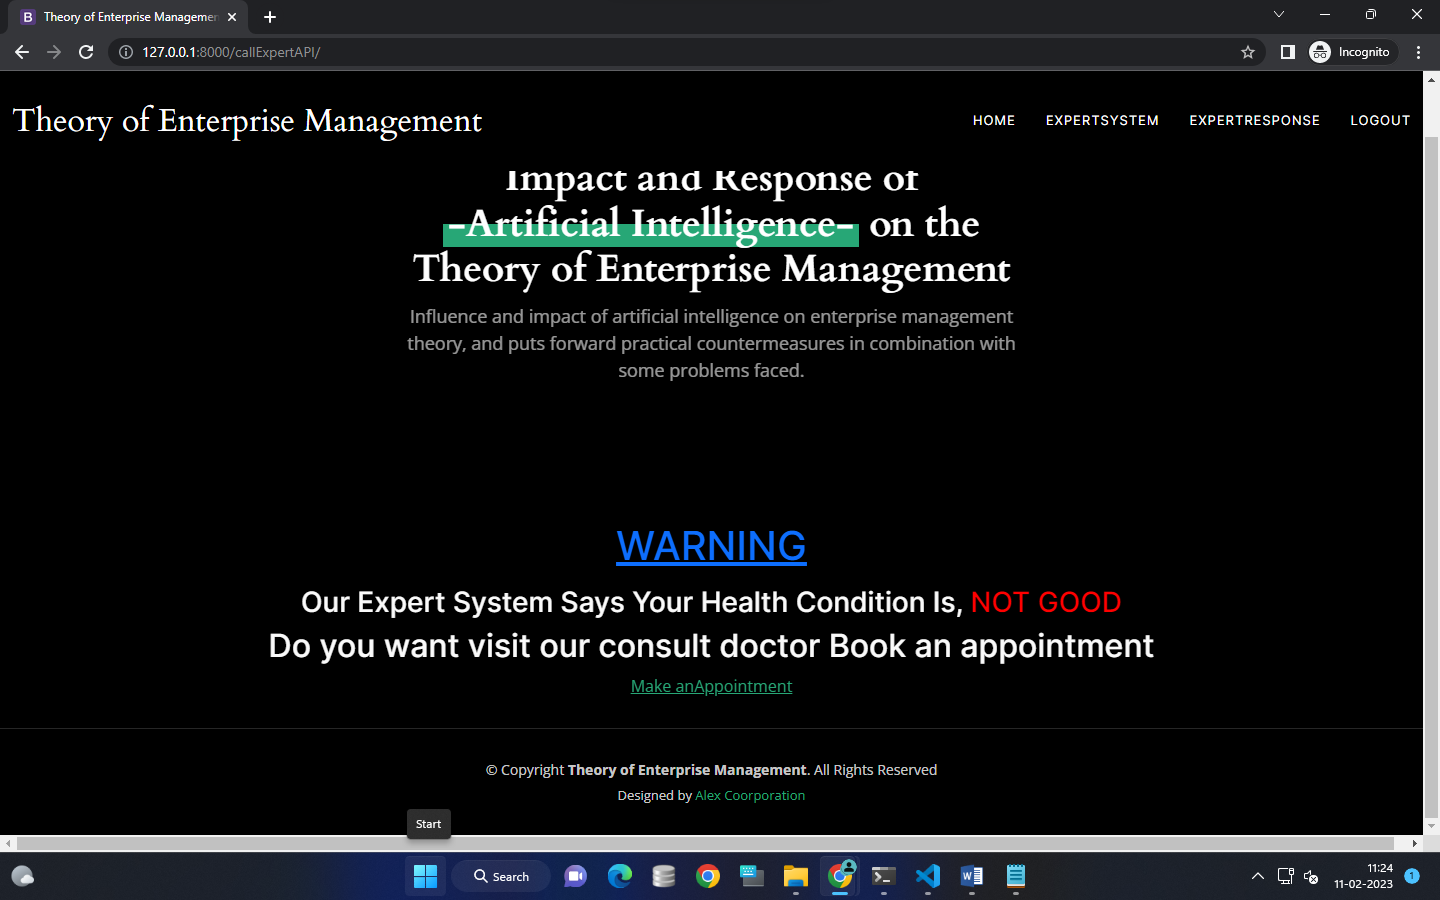 Theory of Enterprise Managemen
127.0.0.1:8000/callExpertAPI/
Incognito
Theory of Enterprise Management
HOME
EXPERTSYSTEM
EXPERTRESPONSE
LOGOUT
Impact and Response of
-Artificial Intelligence- on the
Theory of Enterprise Management
Influence and impact of artificial intelligence on enterprise management
theory, and puts forward practical countermeasures in combination with
some problems faced.
WARNING
Our Expert System Says Your Health Condition Is, NOT GOOD
Do you want visit our consult doctor Book an appointment
Make anAppointment
© Copyright Theory of Enterprise Management. All Rights Reserved
Designed by Alex Coorporation
Start
Search
11:24
11-02-2023
1